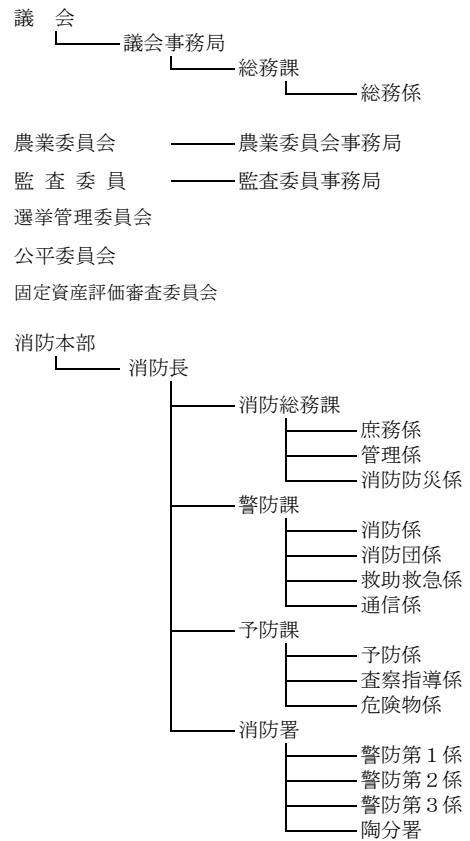 議　会
議会事務局
総務課
総務係
農業委員会　農業委員会事務局
監 査 委 員　監査委員事務局
選挙管理委員会
公平委員会
固定資産評価審査委員会
消防本部
消防長
消防総務課
庶務係
管理係
消防防災係
警防課
消防係
消防団係
救助救急係
通信係
予防課
予防係
査察指導係
危険物係
消防署
警防第１係
警防第２係
警防第３係
陶分署